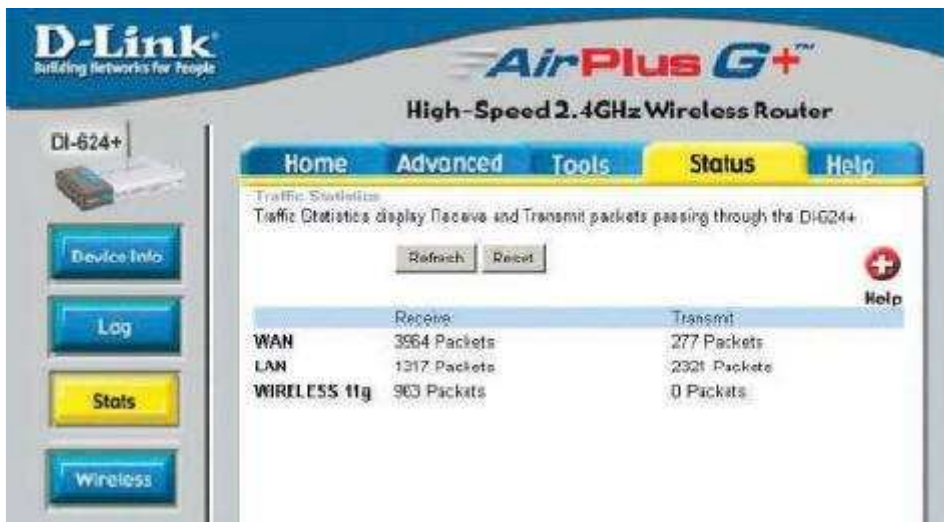 D-Link
Building Networks for People
AirPlus G+™
High-Speed 2.4GHz Wireless Router
DI-624+
Home Advanced Tools Status Help
Traffic Statistics
Traffic Statistics display Receive and Transmit packets passing through the DI-624+
Refresh Reset
Help
Receive Transmit
WAN 3964 Packets 277 Packets
LAN 1317 Packets 2321 Packets
WIRELESS 11g 963 Packets 0 Packets
Device Info
Log
Stats
Wireless